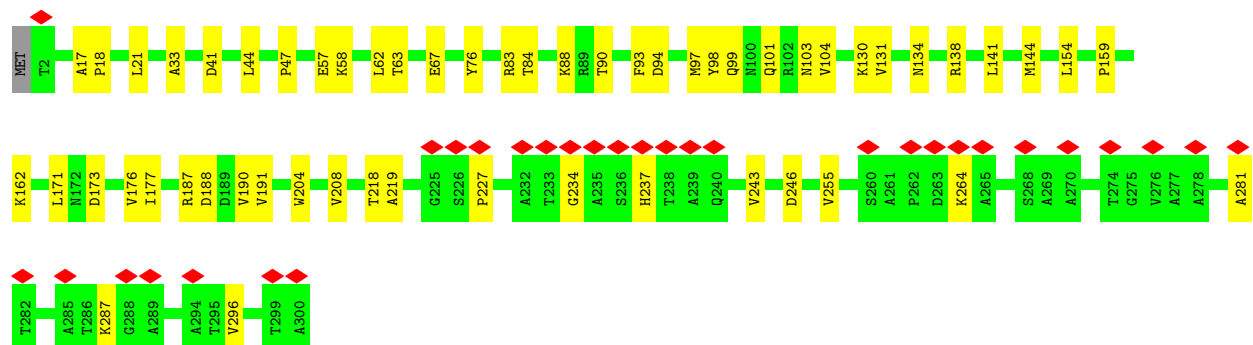 MET T2 A17 P18 L21 A33 D41 L44 P47 E57 K58 L62 T63 E67 Y76 R83 T84 K88 R89 T90 F93 D94 M97 Y98 Q99 N100 Q101 R102 N103 V104 K130 V131 N134 R138 L141 M144 L154 P159
K162 L171 N172 D173 V176 I177 R187 D188 D189 V190 V191 W204 V208 T218 A219 G225 S226 P227 A232 T233 G234 A235 S236 H237 T238 A239 Q240 V243 D246 V255 S260 A261 P262 D263 K264 A265 S268 A269 A270 T274 G275 V276 A277 A278 A281
T282 A285 T286 K287 G288 A289 A294 T295 V296 T299 A300